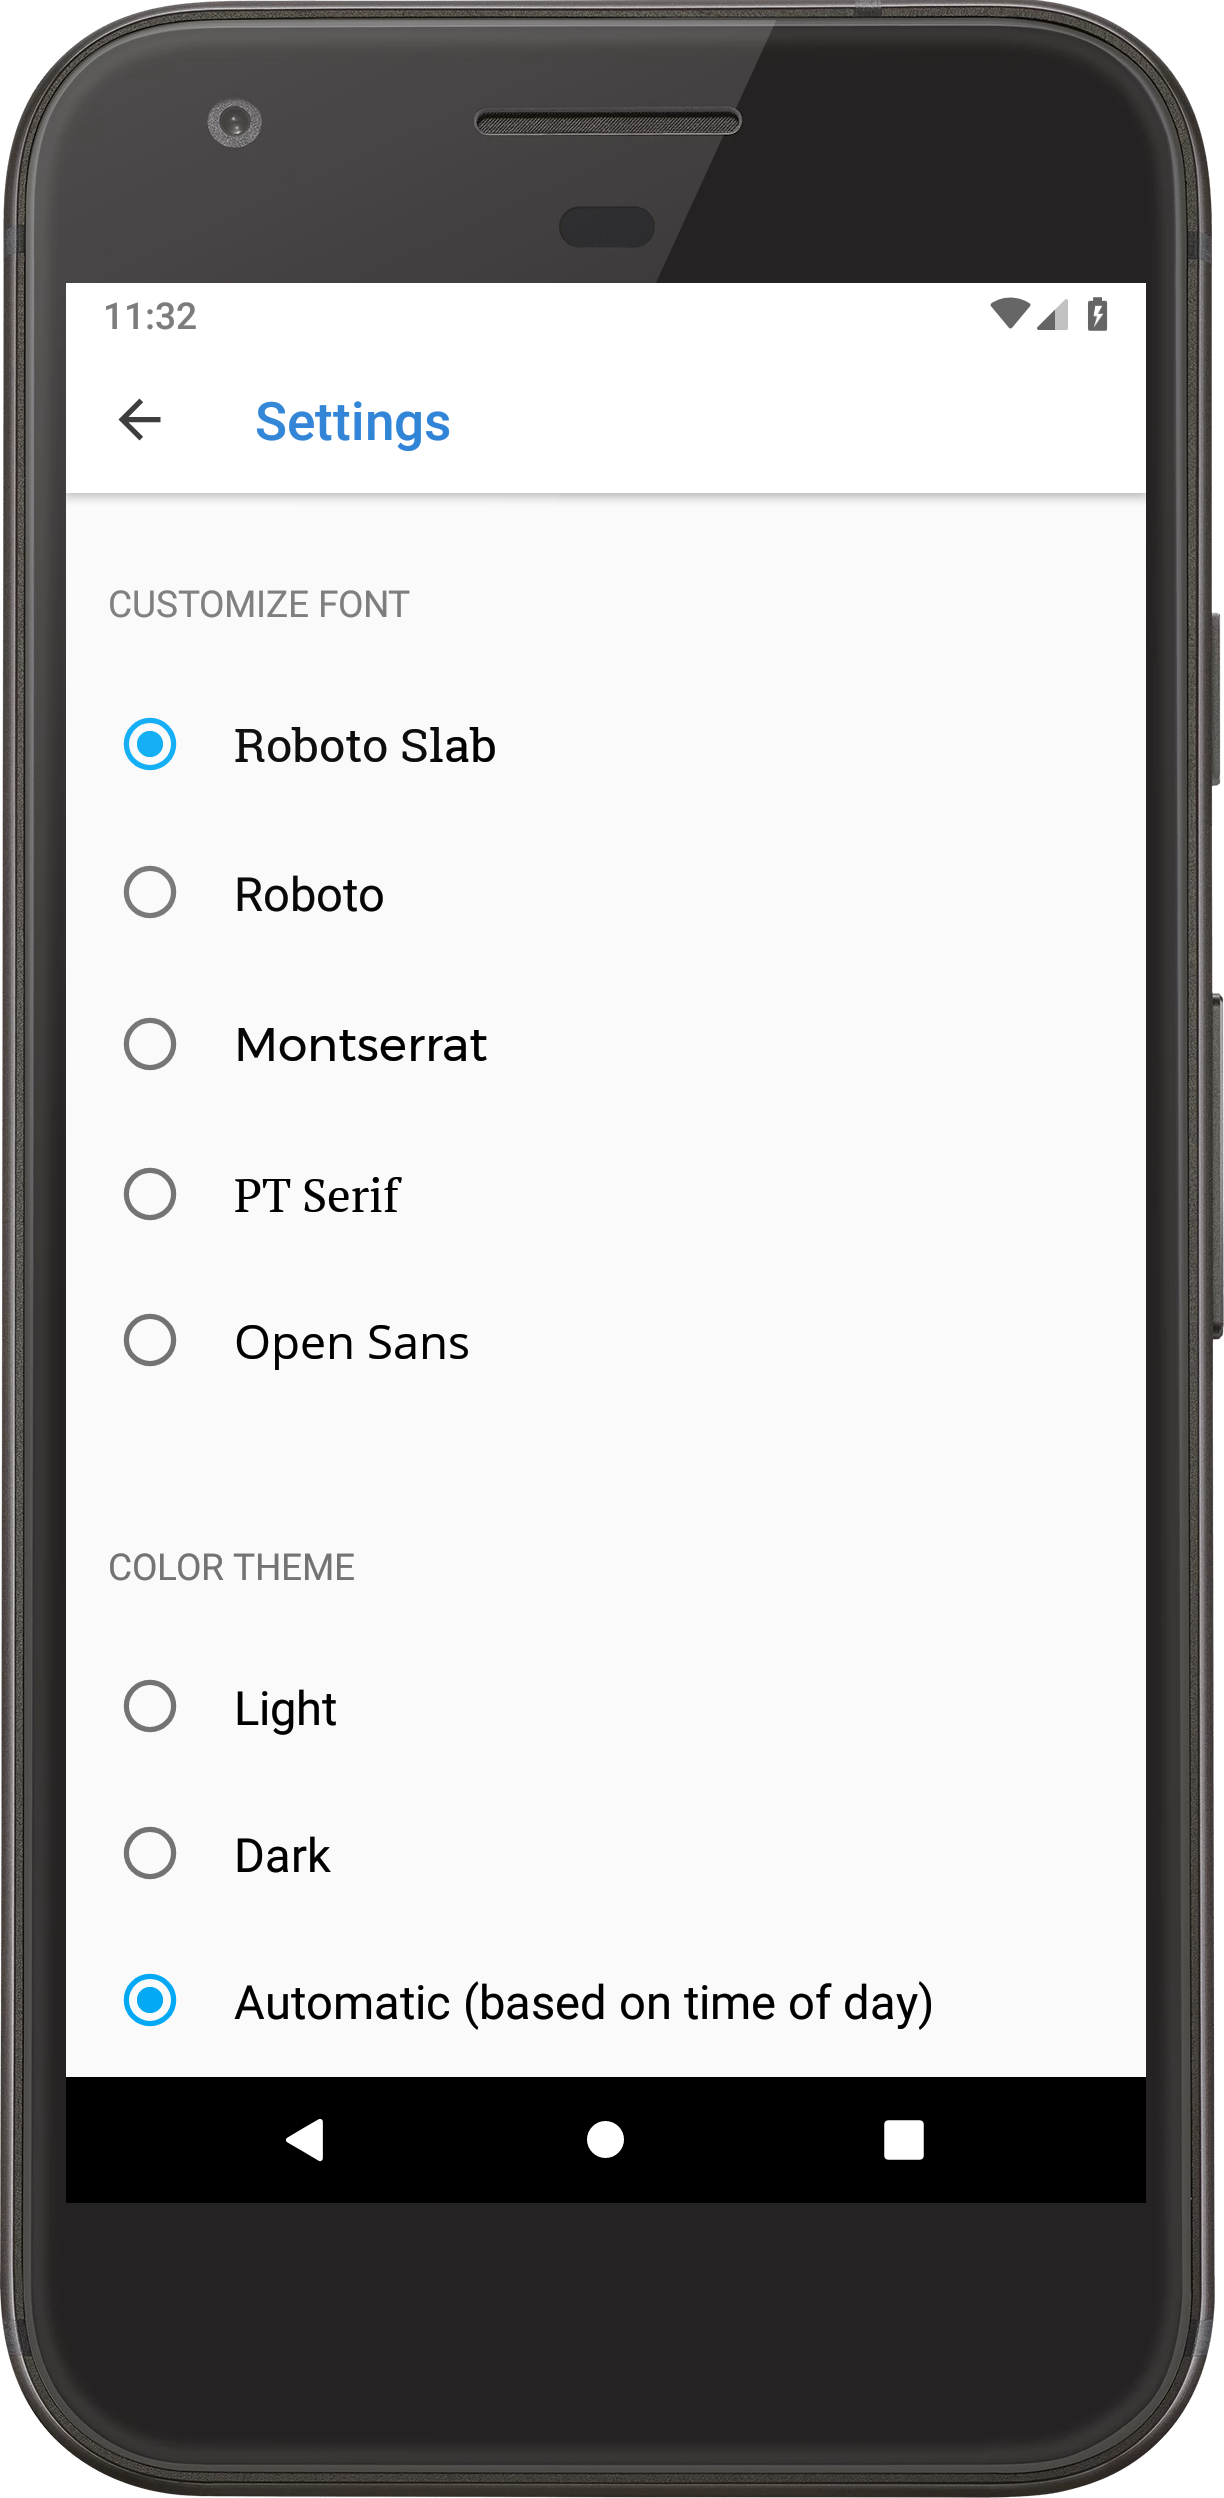 11:32
Settings
CUSTOMIZE FONT
Roboto Slab
Roboto
Montserrat
PT Serif
Open Sans
COLOR THEME
Light
Dark
Automatic (based on time of day)